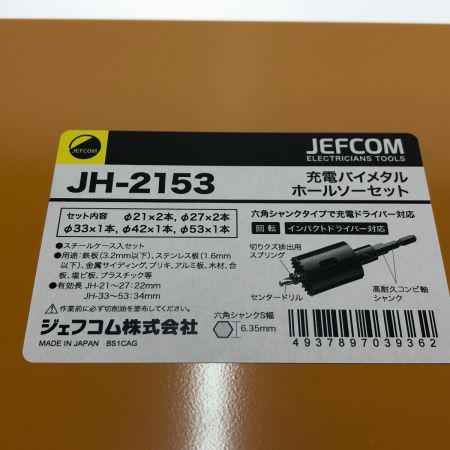 JEFCOM
JEFCOM
ELECTRICIANS TOOLS
JH-2153
充電バイメタル
ホールソーセット
セット内容 φ21×2本, φ27×2本
φ33×1本, φ42×1本, φ53×1本
●スチールケース入セット
●用途:鉄板(3.2mm以下)、ステンレス板(1.6mm
以下)、金属サイディング、ブリキ、アルミ板、木材、合
板、塩ビ板、プラスチック等
●有効長 JH-21〜27:22mm
JH-33〜53:34mm
⚠作業前に必ず切削油を塗布してください。
ジェフコム株式会社
MADE IN JAPAN BS1CAG
六角シャンクタイプで充電ドライバー対応
回転 インパクトドライバー対応
切りクズ排出用
スプリング
センタードリル
高耐久コンビ軸
シャンク
六角シャンクS幅
6.35mm
4 937897 039362